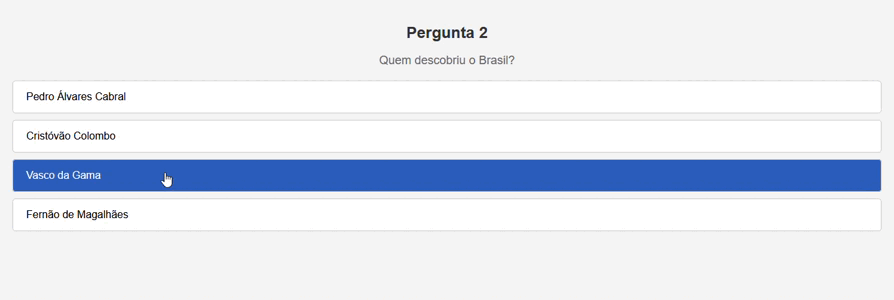 Pergunta 2
Quem descobriu o Brasil?
Pedro Álvares Cabral
Cristóvão Colombo
Vasco da Gama
Fernão de Magalhães